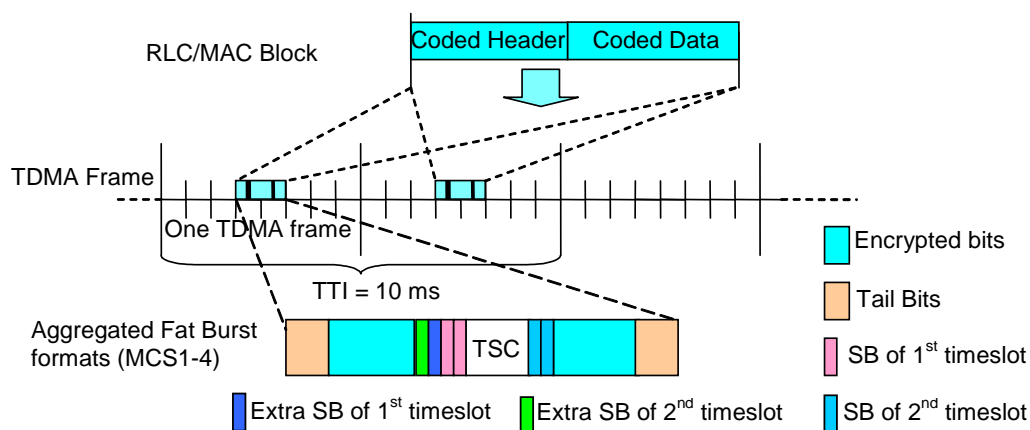 Coded Header
Coded Data
RLC/MAC Block
TDMA Frame
One TDMA frame
TTI = 10 ms
Encrypted bits
Tail Bits
Aggregated Fat Burst
formats (MCS1-4)
TSC
SB of 1st timeslot
Extra SB of 1st timeslot
Extra SB of 2nd timeslot
SB of 2nd timeslot